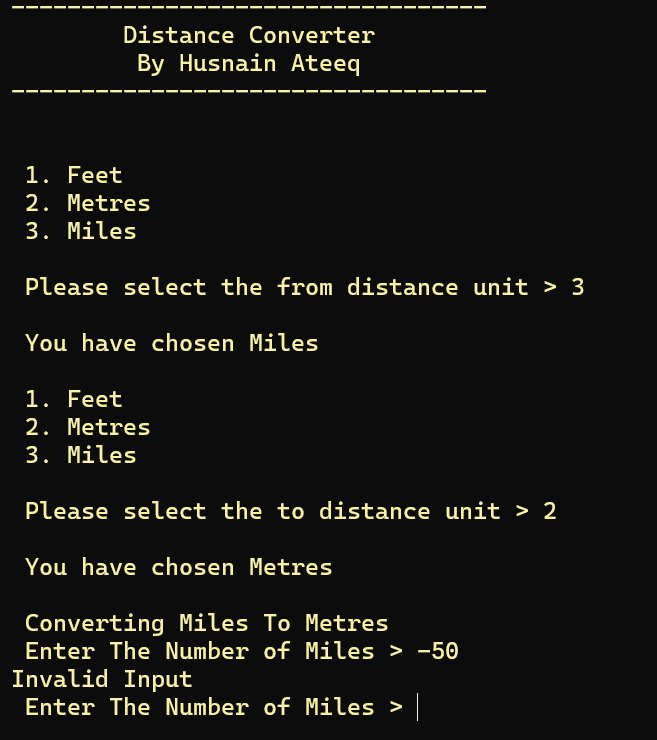 ----------------------------------
Distance Converter
By Husnain Ateeq
----------------------------------
1. Feet
2. Metres
3. Miles
Please select the from distance unit > 3
You have chosen Miles
1. Feet
2. Metres
3. Miles
Please select the to distance unit > 2
You have chosen Metres
Converting Miles To Metres
Enter The Number of Miles > -50
Invalid Input
Enter The Number of Miles >